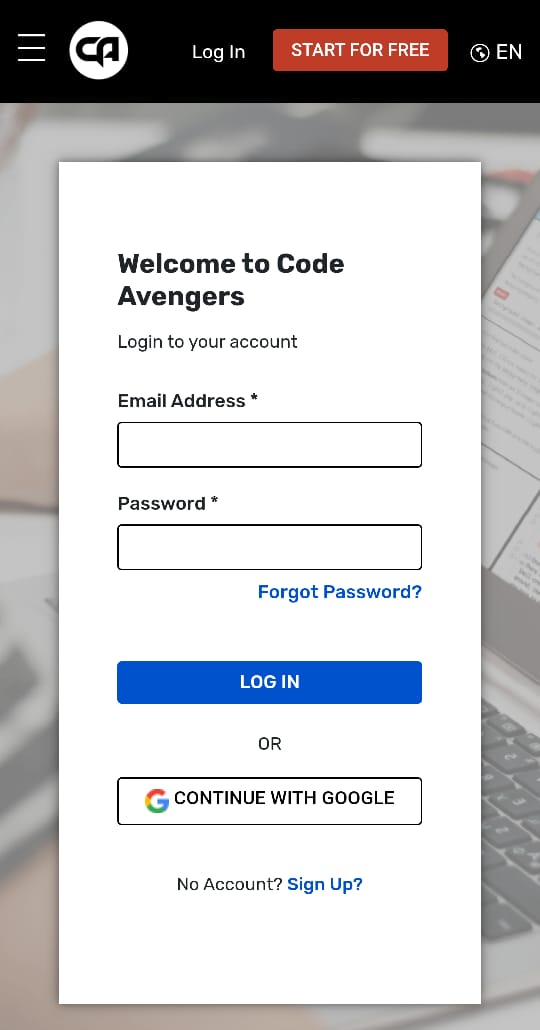 CA
Log In
START FOR FREE
EN
Welcome to Code
Avengers
Login to your account
Email Address *
Password *
Forgot Password?
LOG IN
OR
CONTINUE WITH GOOGLE
No Account? Sign Up?